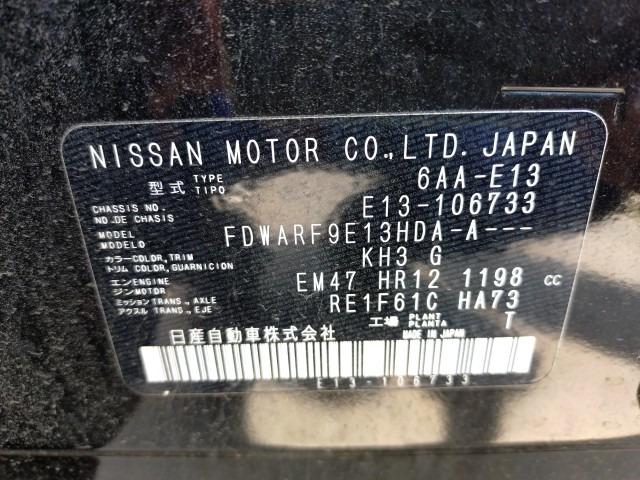 NISSAN MOTOR CO.,LTD. JAPAN
型式 TYPE TIPO 6AA-E13
CHASSIS NO. NO.DE CHASSIS E13-106733
MODEL MODELO FDWARF9E13HDA-A---
カラー COLOR,TRIM トリム COLOR,GUARNICION KH3 G
エンジン ENGINE MOTOR EM47 HR12 1198 CC
ミッション TRANS.,AXLE アクスル TRANS.,EJE RE1F61C HA73
工場 PLANT PLANTA T
日産自動車株式会社 MADE IN JAPAN
E13-106733